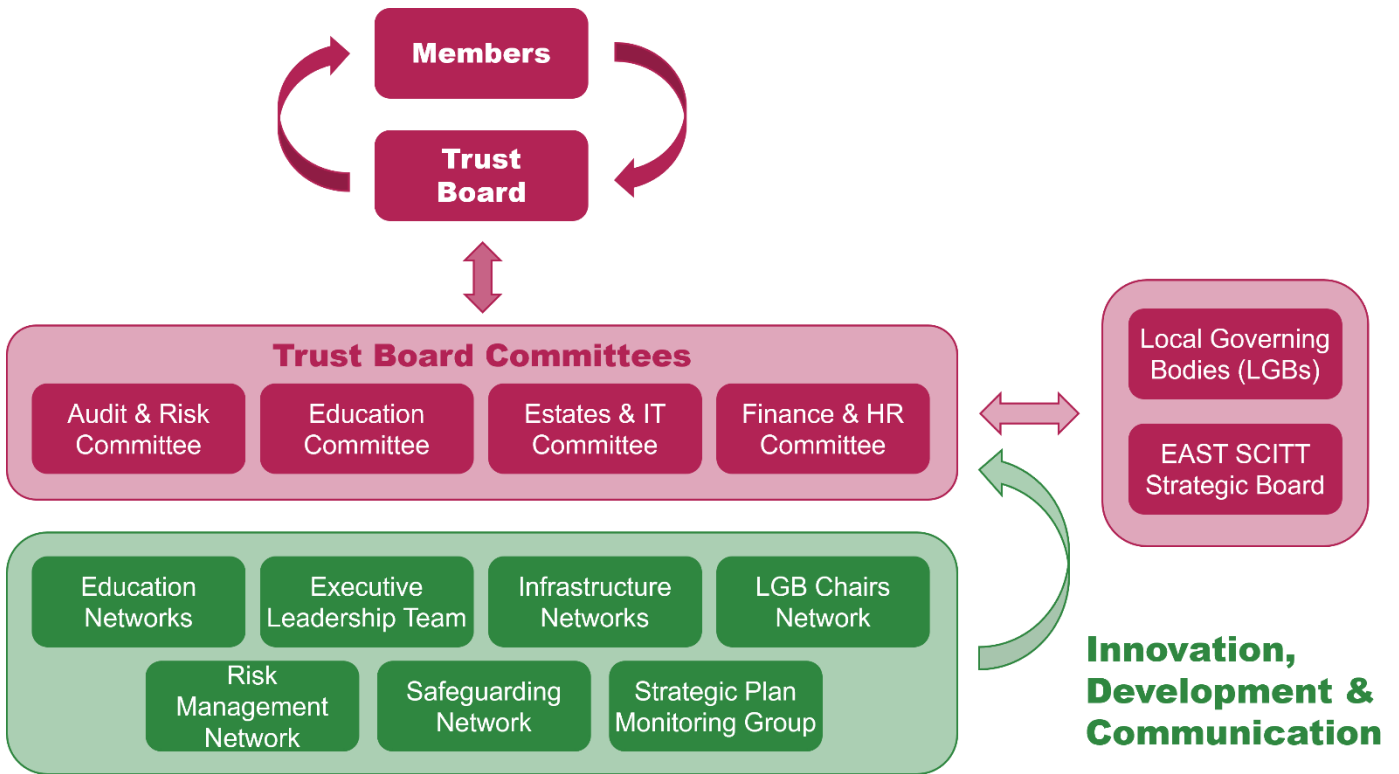 Members
Trust
Board
Trust Board Committees
Audit & Risk
Committee
Education
Committee
Estates & IT
Committee
Finance & HR
Committee
Local Governing
Bodies (LGBs)
EAST SCITT
Strategic Board
Education
Networks
Executive
Leadership Team
Infrastructure
Networks
LGB Chairs
Network
Risk
Management
Network
Safeguarding
Network
Strategic Plan
Monitoring Group
Innovation,
Development &
Communication